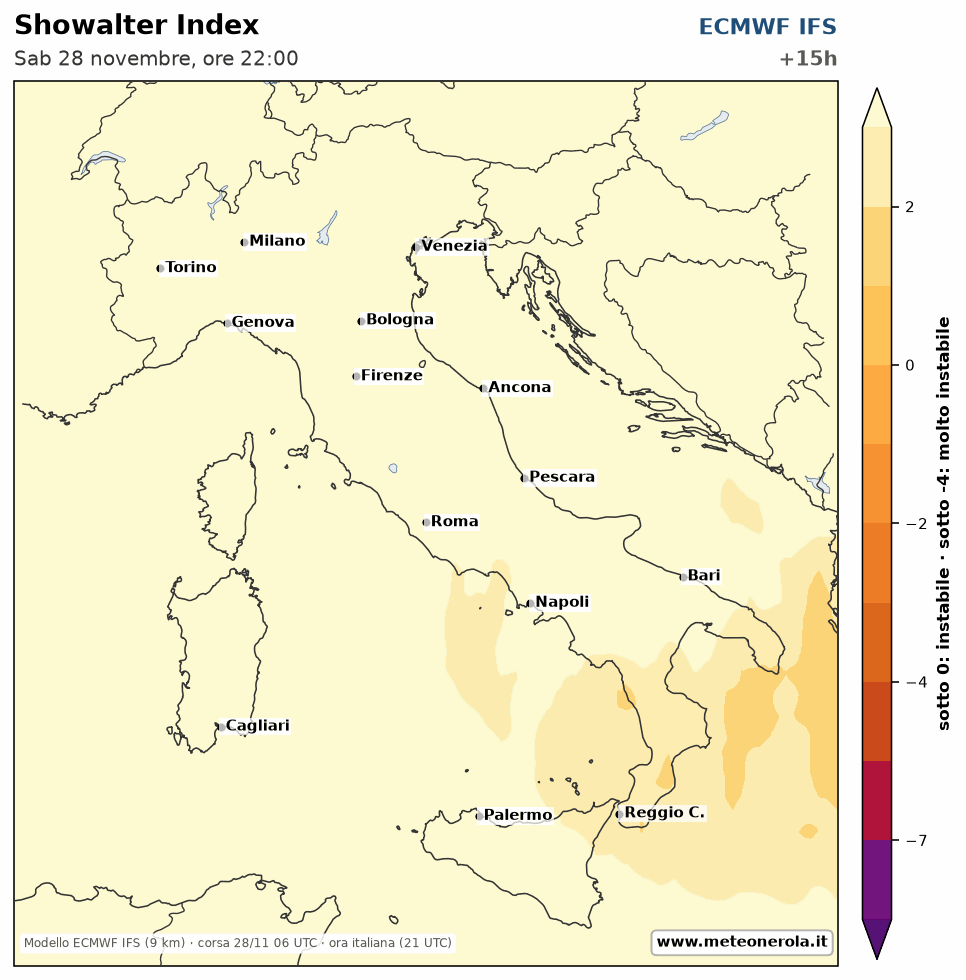 Showalter Index
ECMWF IFS
Sab 28 novembre, ore 22:00
+15h
Milano
Venezia
Torino
Genova
Bologna
Firenze
Ancona
Pescara
Roma
Bari
Napoli
Cagliari
Palermo
Reggio C.
2
0
−2
−4
−7
sotto 0: instabile · sotto -4: molto instabile
Modello ECMWF IFS (9 km) · corsa 28/11 06 UTC · ora italiana (21 UTC)
www.meteonerola.it